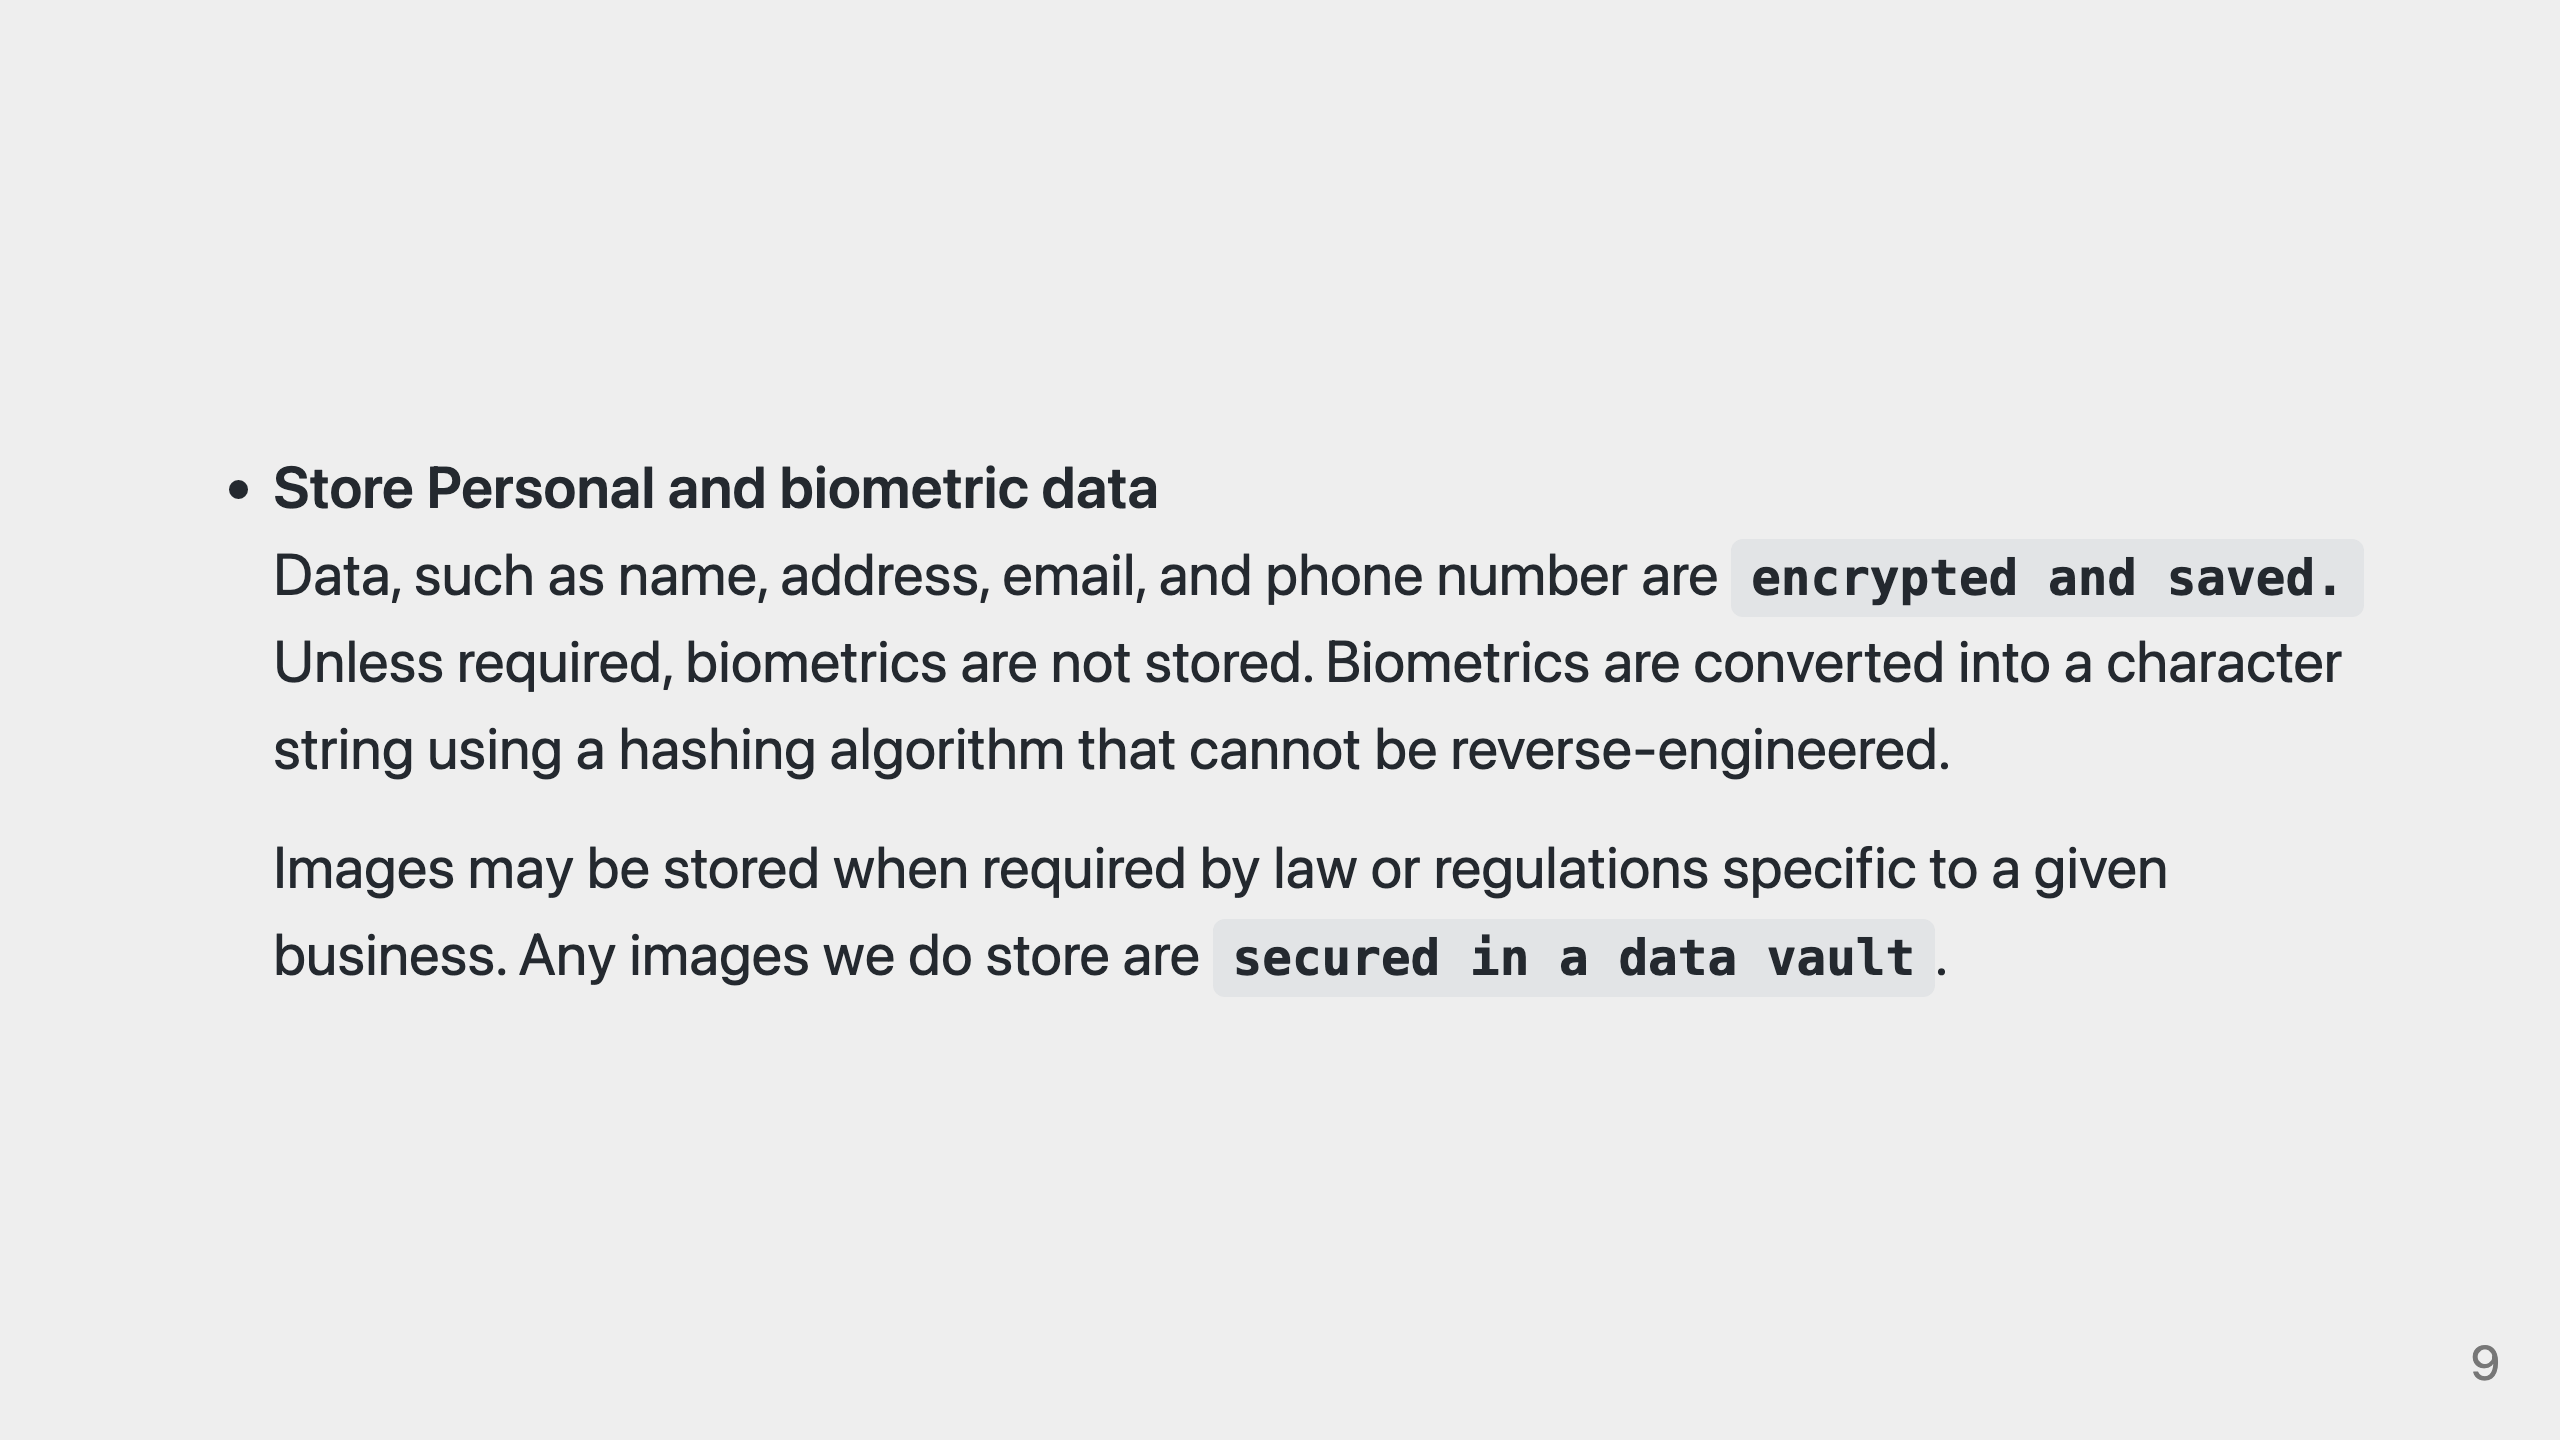 • Store Personal and biometric data
Data, such as name, address, email, and phone number are encrypted and saved.
Unless required, biometrics are not stored. Biometrics are converted into a character
string using a hashing algorithm that cannot be reverse-engineered.
Images may be stored when required by law or regulations specific to a given
business. Any images we do store are secured in a data vault.
9